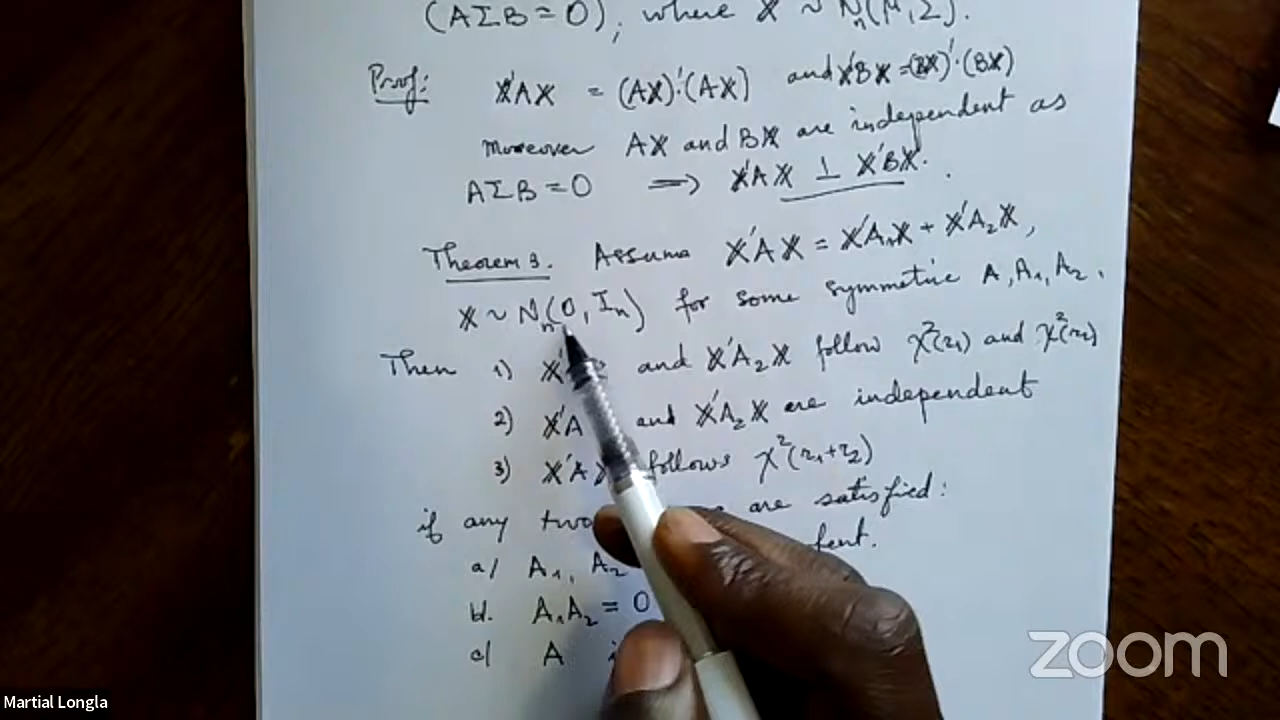 (AΣB = 0), where X ~ Nn(M, Σ).
Proof: X'AX = (AX)'·(AX) and X'BX = (BX)'·(BX)
Moreover AX and BX are independent as
AΣB = 0 ⟹ X'AX ⊥ X'BX.
Theorem 3. Assume X'AX = X'A₁X + X'A₂X,
X ~ Nn(0, In) for some symmetric A, A₁, A₂.
Then 1) X' and X'A₂X follow χ²(r₁) and χ²(r₂)
2) X'A and X'A₂X are independent
3) X'AX follows χ²(r₁+r₂)
if any two are satisfied:
a/ A₁, A₂
b/. A₁A₂ = 0
c/ A
zoom
Martial Longla